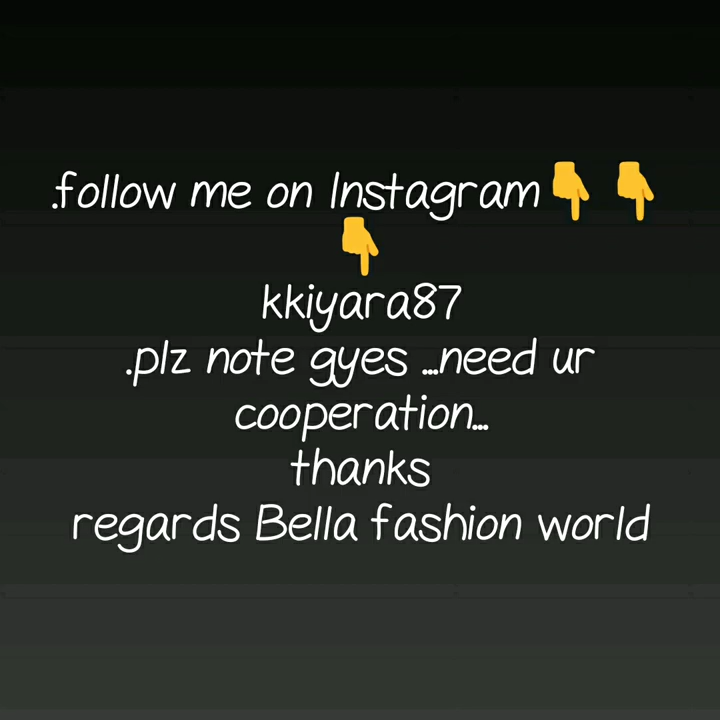 .follow me on Instagram👇 👇
👇
kkiyara87
.plz note gyes ...need ur
cooperation...
thanks
regards Bella fashion world